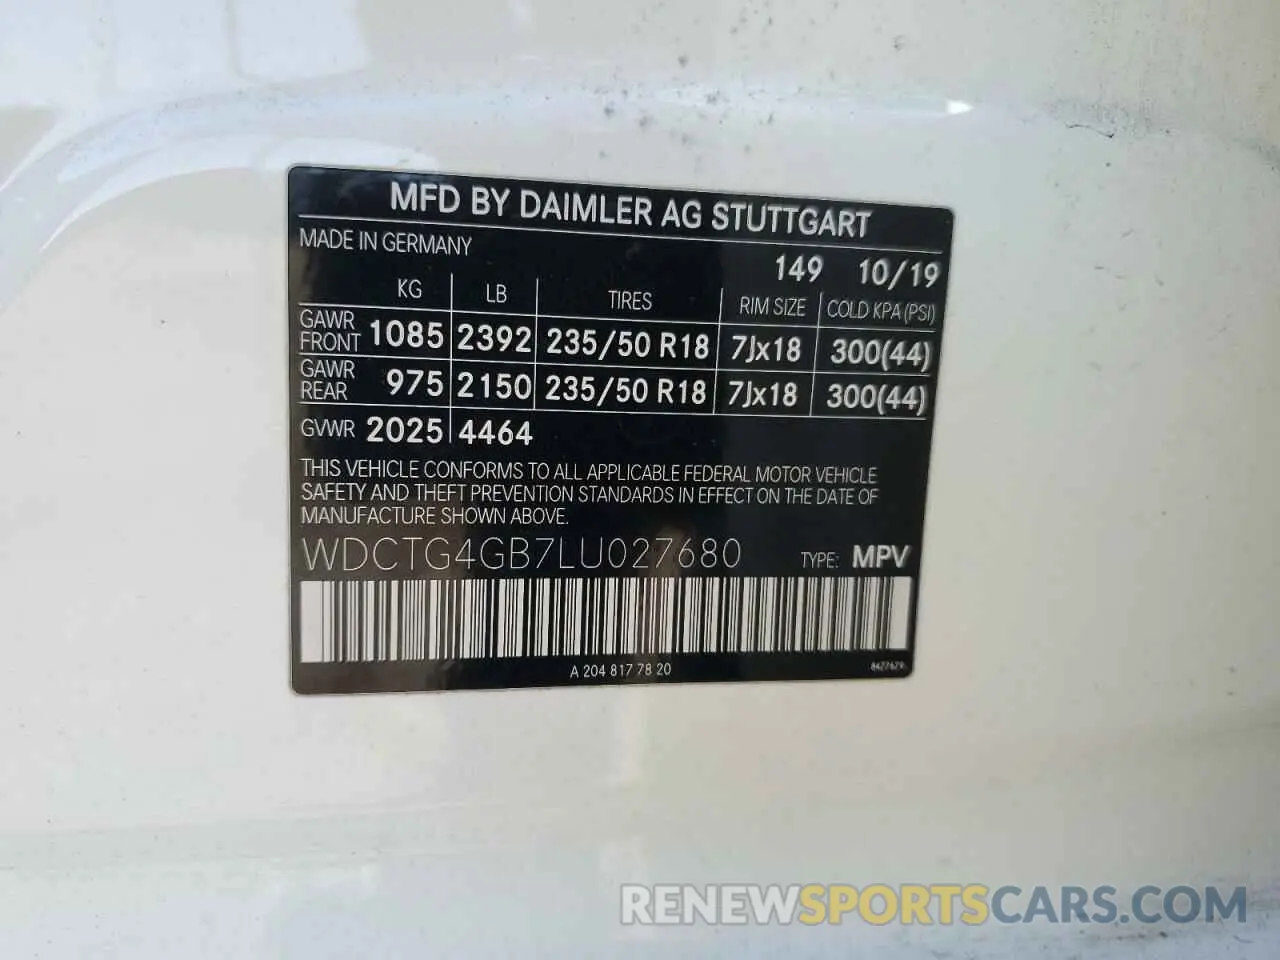 MFD BY DAIMLER AG STUTTGART
MADE IN GERMANY
149 10/19
KG LB TIRES RIM SIZE COLD KPA (PSI)
GAWR FRONT 1085 2392 235/50 R18 7Jx18 300(44)
GAWR REAR 975 2150 235/50 R18 7Jx18 300(44)
GVWR 2025 4464
THIS VEHICLE CONFORMS TO ALL APPLICABLE FEDERAL MOTOR VEHICLE
SAFETY AND THEFT PREVENTION STANDARDS IN EFFECT ON THE DATE OF
MANUFACTURE SHOWN ABOVE.
WDCTG4GB7LU027680 TYPE: MPV
A 204 817 78 20
RENEWSPORTSCARS.COM